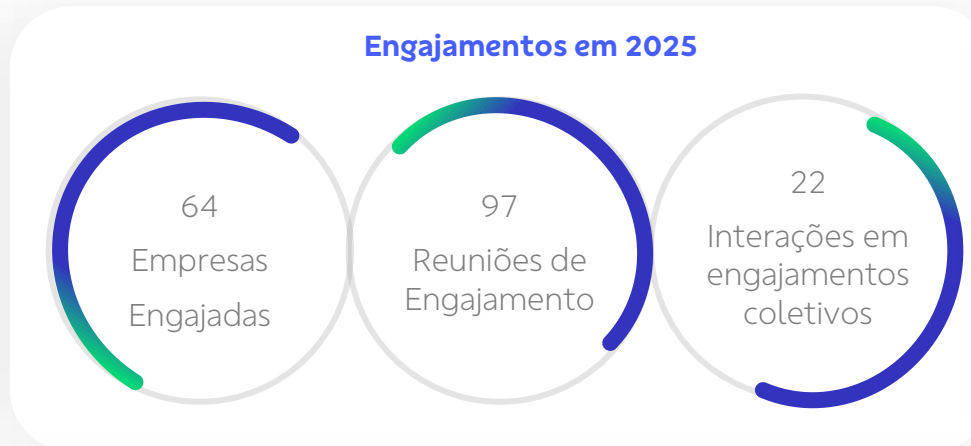 Engajamentos em 2025
64
Empresas
Engajadas
97
Reuniões de
Engajamento
22
Interações em
engajamentos
coletivos